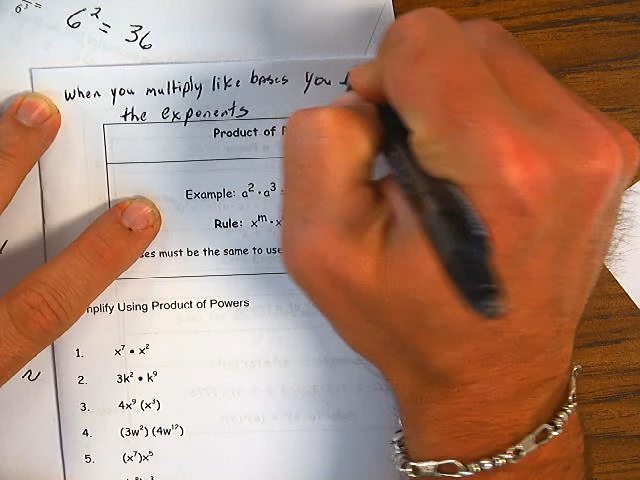 6² = 36
When you multiply like bases you
the exponents
Product of
Example: a² · a³
Rule: xᵐ · x
must be the same to use
Simplify Using Product of Powers
1. x⁷ • x²
2. 3k² • k⁹
3. 4x⁹ (x³)
4. (3w²) (4w¹²)
5. (x⁷)x⁵